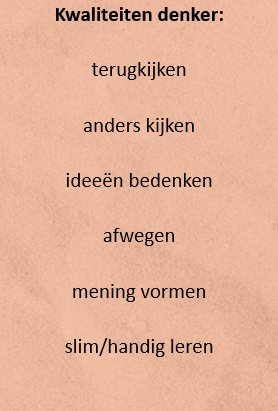 Kwaliteiten denker:
terugkijken
anders kijken
ideeën bedenken
afwegen
mening vormen
slim/handig leren